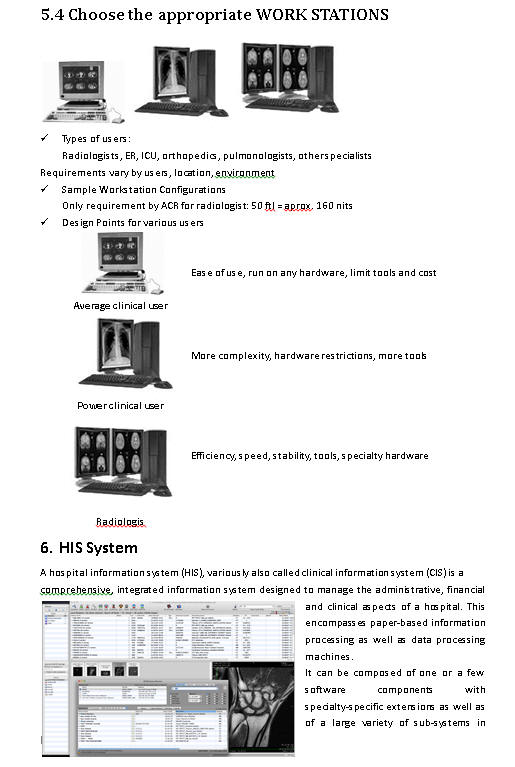 5.4 Choose the appropriate WORK STATIONS
✓ Types of users:
Radiologists, ER, ICU, orthopedics, pulmonologists, other specialists
Requirements vary by users, location, environment
✓ Sample Workstation Configurations
Only requirement by ACR for radiologist: 50 ftl = aprox. 160 nits
✓ Design Points for various users
Ease of use, run on any hardware, limit tools and cost
Average clinical user
More complexity, hardware restrictions, more tools
Power clinical user
Efficiency, speed, stability, tools, specialty hardware
Radiologis
6. HIS System
A hospital information system (HIS), variously also called clinical information system (CIS) is a
comprehensive, integrated information system designed to manage the administrative, financial
and clinical aspects of a hospital. This
encompasses paper-based information
processing as well as data processing
machines.
It can be composed of one or a few
software components with
specialty-specific extensions as well as
of a large variety of sub-systems in